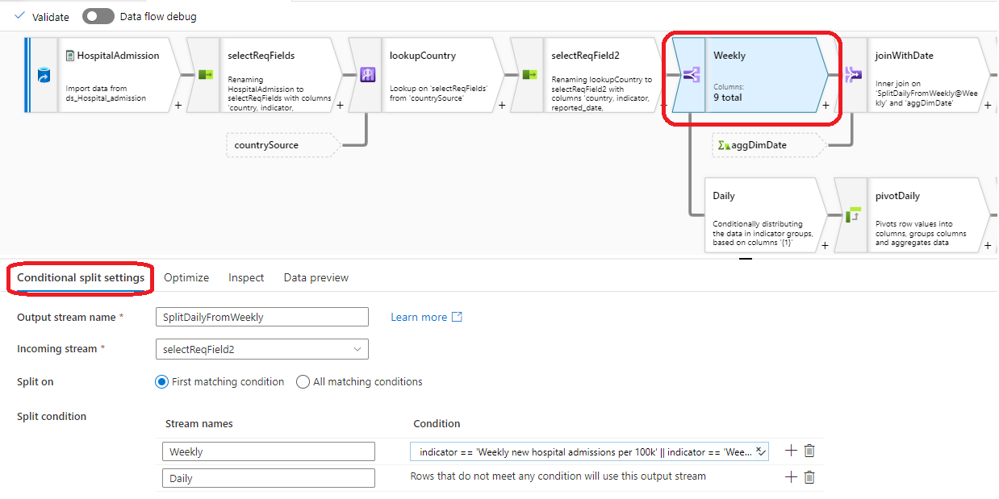 Validate
Data flow debug
HospitalAdmission
Import data from
ds_Hospital_admission
+
selectReqFields
Renaming
HospitalAdmission to
selectReqFields with columns
'country, indicator,
+
lookupCountry
Lookup on 'selectReqFields'
from 'countrySource'
+
selectReqField2
Renaming lookupCountry to
selectReqField2 with
columns 'country, indicator,
reported_date,
Weekly
Columns:
9 total
+
joinWithDate
Inner join on
'SplitDailyFromWeekly@Wee
kly' and 'aggDimDate'
+
countrySource
aggDimDate
Daily
Conditionally distributing
the data in indicator groups,
based on columns '{1}'
+
pivotDaily
Pivots row values into
columns, groups columns
and aggregates data
+
Conditional split settings
Optimize
Inspect
Data preview
Output stream name *
SplitDailyFromWeekly
Learn more
Incoming stream *
selectReqField2
Split on
First matching condition
All matching conditions
Split condition
Stream names
Condition
Weekly
indicator == 'Weekly new hospital admissions per 100k' || indicator == 'Wee...
Daily
Rows that do not meet any condition will use this output stream